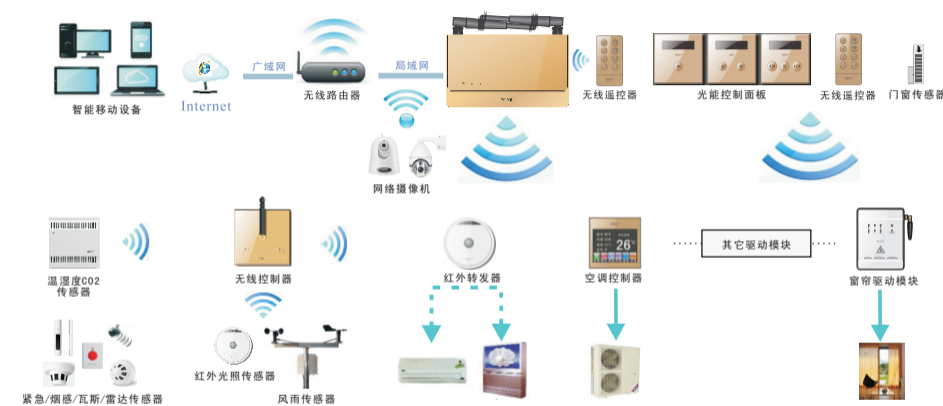 广域网
局域网
智能移动设备
Internet
无线路由器
无线遥控器
光能控制面板
无线遥控器
门窗传感器
网络摄像机
温湿度CO2
传感器
无线控制器
红外转发器
26°
空调控制器
其它驱动模块
窗帘驱动模块
红外光照传感器
紧急/烟感/瓦斯/雷达传感器
风雨传感器